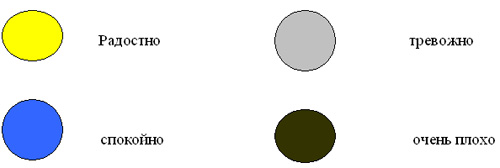 Радостно
тревожно
спокойно
очень плохо